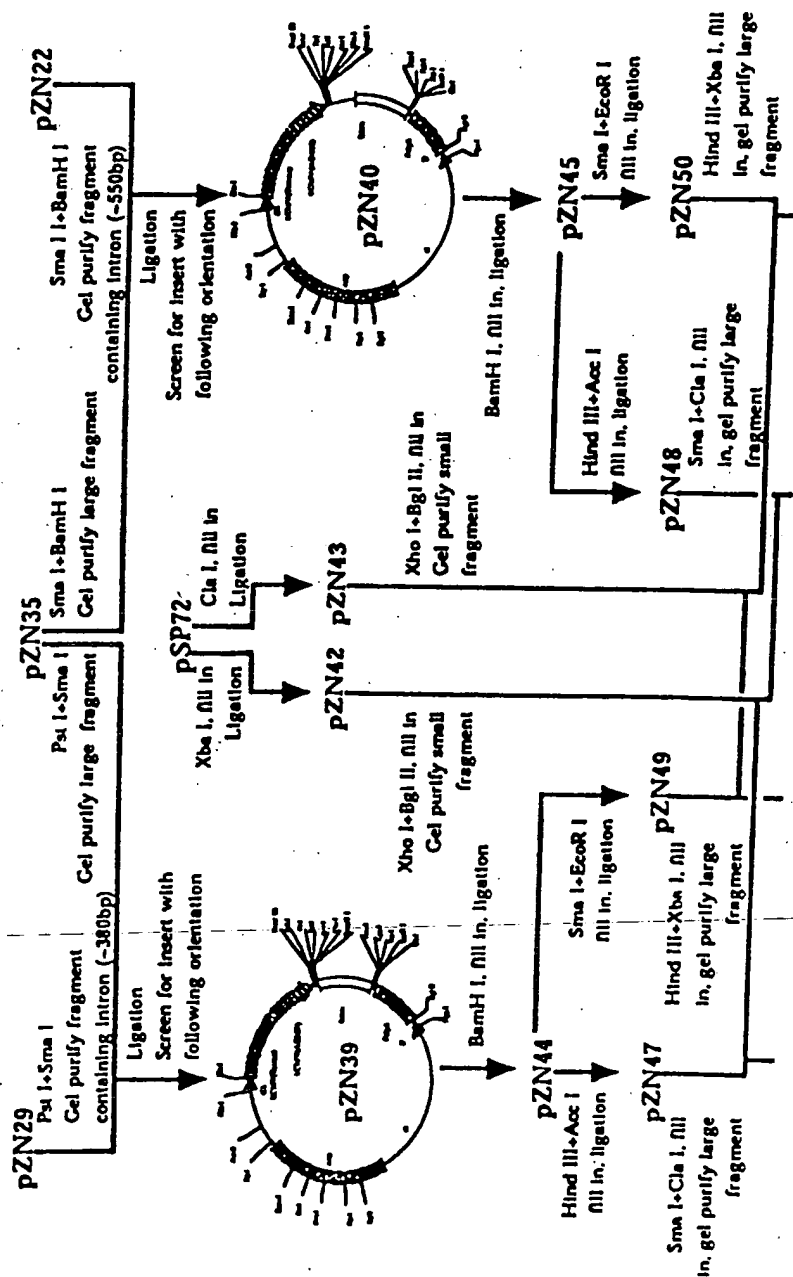 pZN29
Pst I+Sma I
Gel purify fragment
containing intron (~380bp)
pZN35
Pst I+Sma I
Gel purify large fragment
Sma I+BamH I
Gel purify large fragment
pZN22
Sma I I+BamH I
Gel purify fragment
containing intron (~550bp)
Ligation
Screen for insert with
following orientation
Ligation
Screen for insert with
following orientation
pSP72
Xba I, fill in
Ligation
Cla I, fill in
Ligation
pZN39
pZN42
pZN43
pZN40
BamH I, fill in, ligation
Xho I+Bgl II, fill in
Gel purify small
fragment
Xho I+Bgl II, fill in
Gel purify small
fragment
BamH I, fill in, ligation
pZN44
pZN45
Hind III+Acc I
fill in, ligation
Sma I+EcoR I
fill in, ligation
Hind III+Acc I
fill in, ligation
Sma I+EcoR I
fill in, ligation
pZN47
pZN49
pZN48
pZN50
Sma I+Cla I, fill
in, gel purify large
fragment
Hind III+Xba I, fill
in, gel purify large
fragment
Sma I+Cla I, fill
in, gel purify large
fragment
Hind III+Xba I, fill
in, gel purify large
fragment